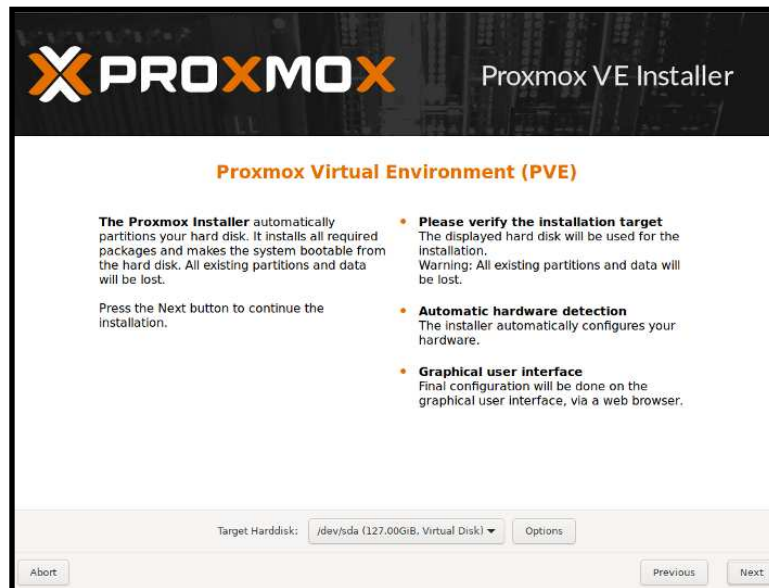 PROXMOX
Proxmox VE Installer
Proxmox Virtual Environment (PVE)
The Proxmox Installer automatically
partitions your hard disk. It installs all required
packages and makes the system bootable from
the hard disk. All existing partitions and data
will be lost.
Press the Next button to continue the
installation.
• Please verify the installation target
The displayed hard disk will be used for the
installation.
Warning: All existing partitions and data will
be lost.
• Automatic hardware detection
The installer automatically configures your
hardware.
• Graphical user interface
Final configuration will be done on the
graphical user interface, via a web browser.
Target Harddisk: /dev/sda (127.00GiB, Virtual Disk) Options
Abort Previous Next